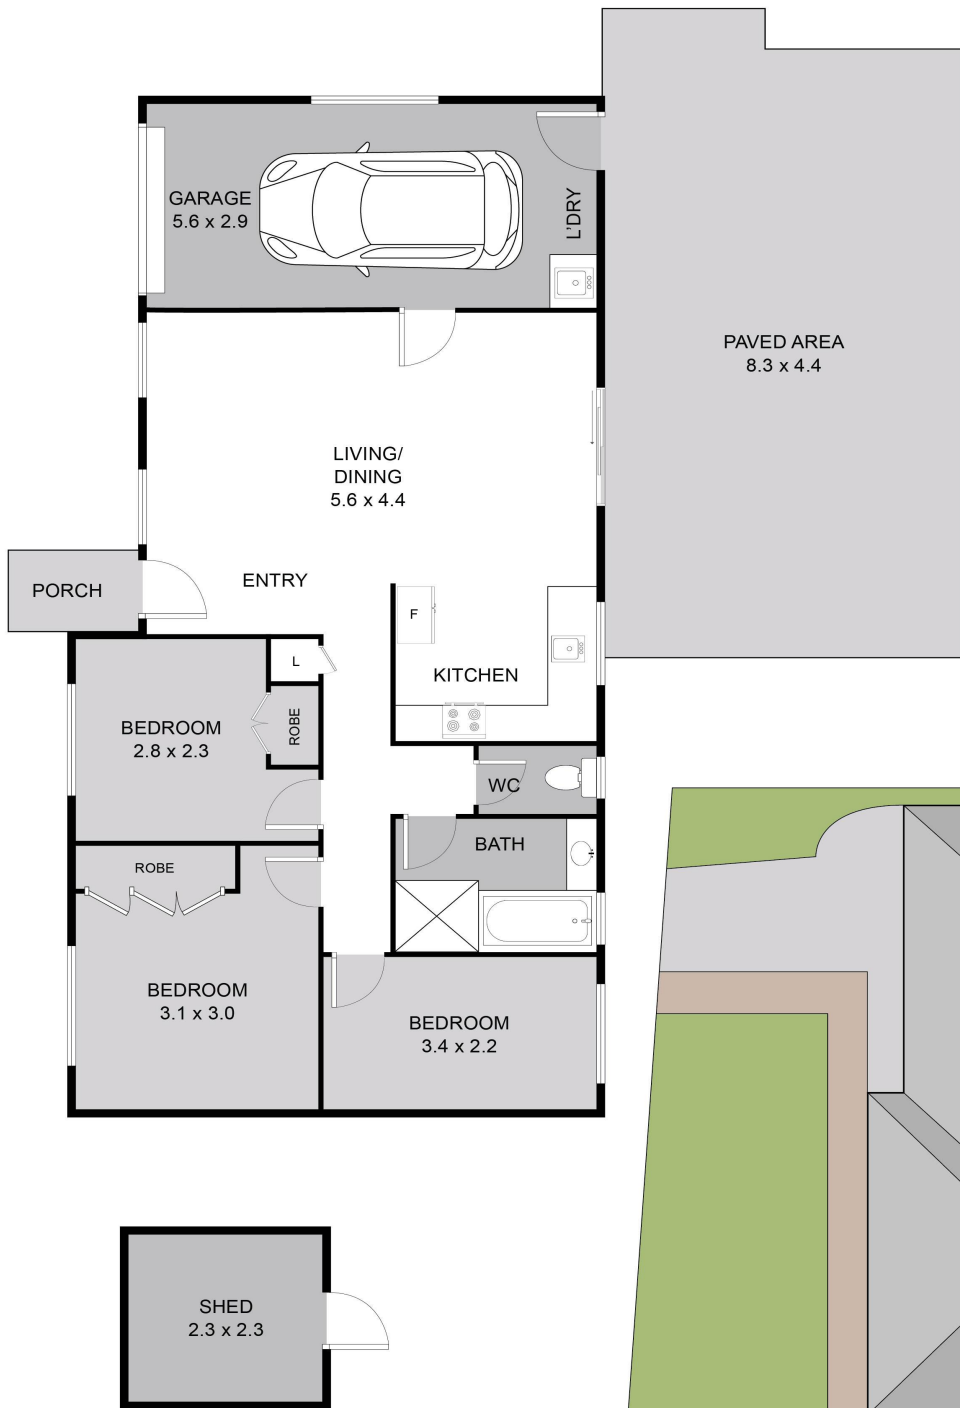 GARAGE
5.6 x 2.9
L'DRY
PAVED AREA
8.3 x 4.4
LIVING/
DINING
5.6 x 4.4
PORCH
ENTRY
F
KITCHEN
L
ROBE
BEDROOM
2.8 x 2.3
WC
BATH
ROBE
BEDROOM
3.1 x 3.0
BEDROOM
3.4 x 2.2
SHED
2.3 x 2.3